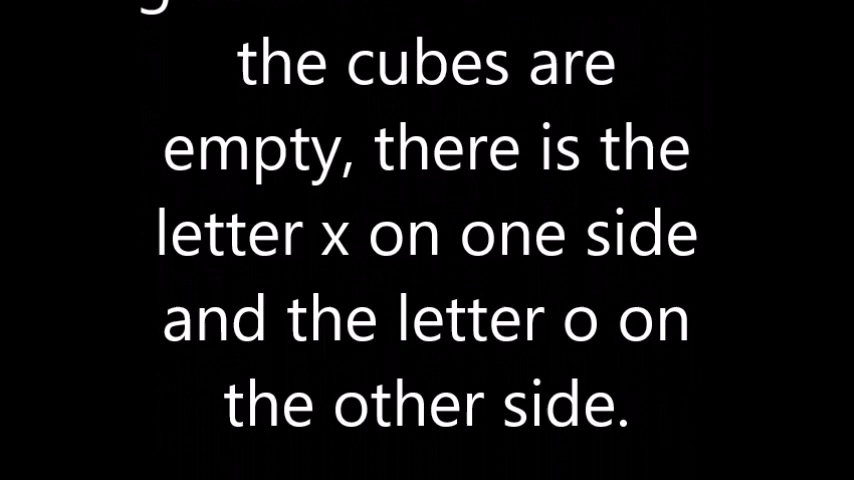 the cubes are
empty, there is the
letter x on one side
and the letter o on
the other side.